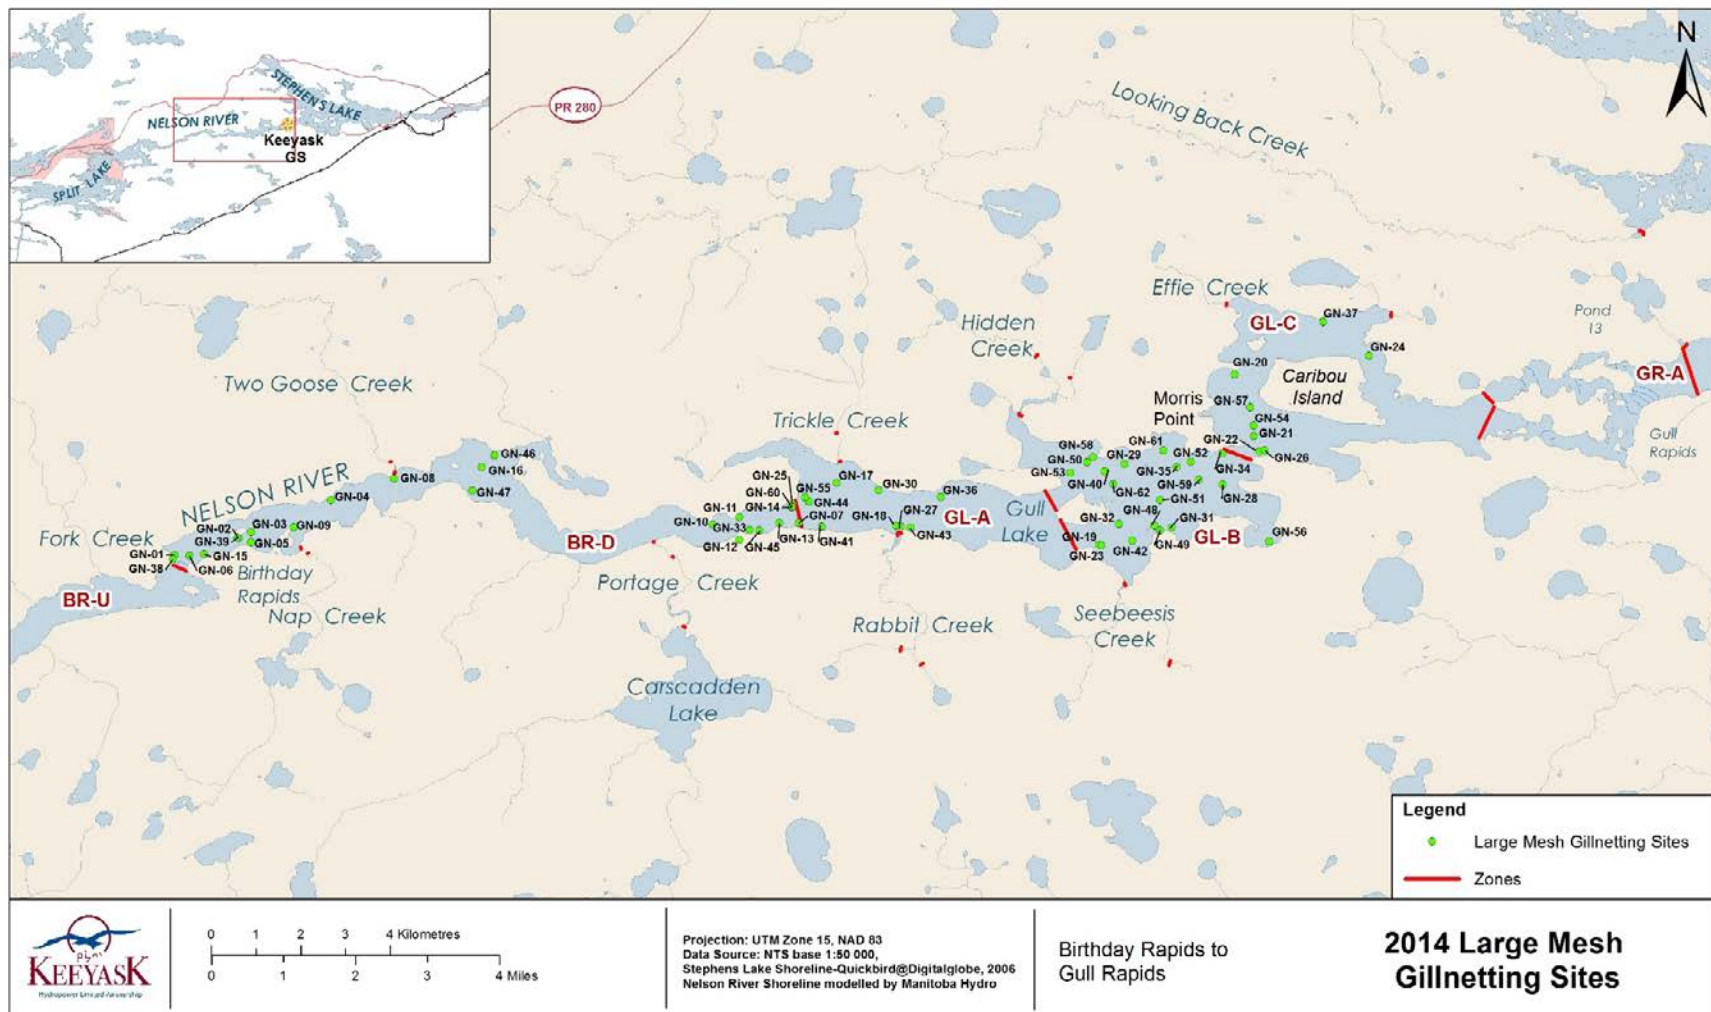 STEPHENS LAKE
NELSON RIVER
Keeyask
GS
SPLIT LAKE
PR 280
Looking Back Creek
N
Effie Creek
GL-C
GN-37
Pond
13
Hidden
Creek
GN-24
GN-20
Caribou
Island
GR-A
Two Goose Creek
Morris
Point
GN-57
GN-54
GN-21
Gull
Rapids
Trickle Creek
GN-58
GN-61
GN-22
GN-46
GN-50
GN-29
GN-52
GN-26
GN-16
GN-25
GN-17
GN-53
GN-35
GN-34
GN-08
GN-60
GN-55
GN-30
GN-40
GN-59
GN-47
GN-14
GN-44
GN-36
GN-62
GN-51
GN-28
NELSON RIVER
GN-04
GN-11
GN-10
GN-33
GN-07
GN-18
GN-27
GL-A
Gull
Lake
GN-32
GN-48
GN-31
GN-02
GN-03
GN-09
GN-39
GN-05
GN-12
GN-45
GN-13
GN-41
GN-43
GN-19
GN-23
GN-42
GN-49
GL-B
GN-56
Fork Creek
GN-01
GN-15
GN-38
GN-06
BR-D
Birthday
Rapids
Portage Creek
BR-U
Nap Creek
Rabbit Creek
Seebeesis
Creek
Carscadden
Lake
Legend
Large Mesh Gillnetting Sites
Zones
KEEYASK
Hydropower Limited Partnership
0 1 2 3 4 Kilometres
0 1 2 3 4 Miles
Projection: UTM Zone 15, NAD 83
Data Source: NTS base 1:50 000,
Stephens Lake Shoreline-Quickbird@Digitalglobe, 2006
Nelson River Shoreline modelled by Manitoba Hydro
Birthday Rapids to
Gull Rapids
2014 Large Mesh
Gillnetting Sites